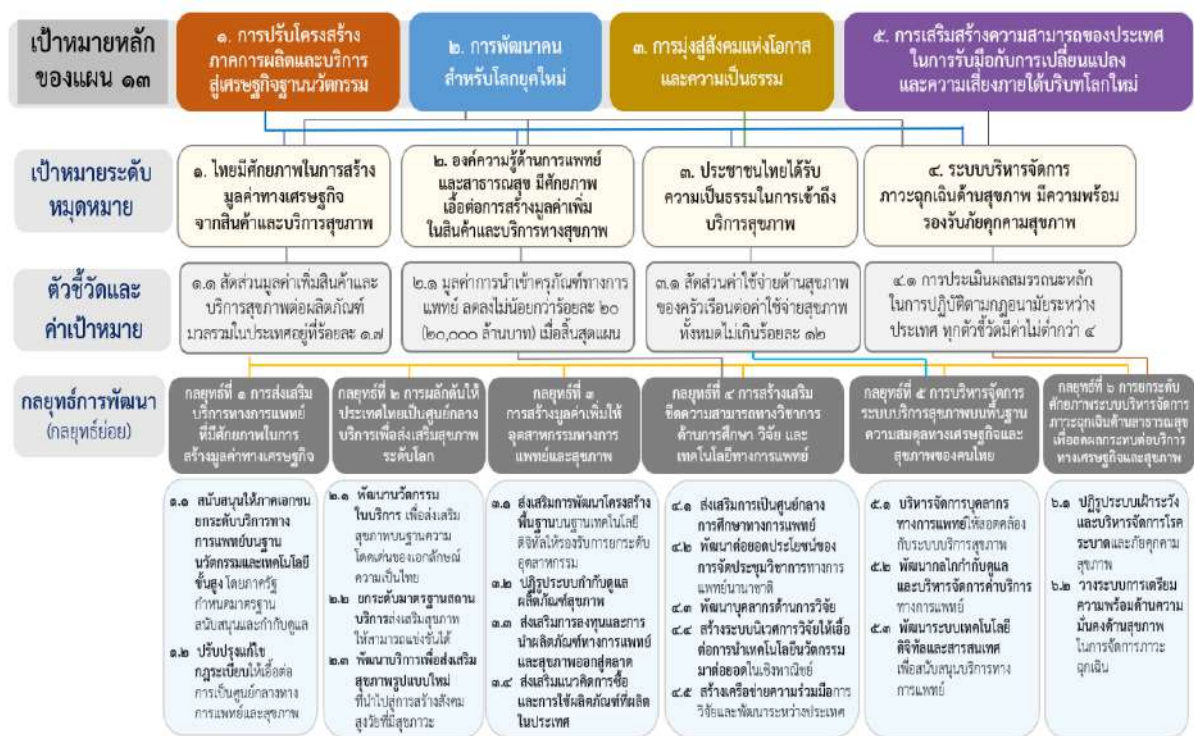 เป้าหมายหลัก
ของแผน ๑๓
๑. การปรับโครงสร้าง
ภาคการผลิตและบริการ
สู่เศรษฐกิจฐานนวัตกรรม
๒. การพัฒนาคน
สำหรับโลกยุคใหม่
๓. การมุ่งสู่สังคมแห่งโอกาส
และความเป็นธรรม
๕. การเสริมสร้างความสามารถของประเทศ
ในการรับมือกับการเปลี่ยนแปลง
และความเสี่ยงภายใต้บริบทโลกใหม่
เป้าหมายระดับ
หมุดหมาย
๑. ไทยมีศักยภาพในการสร้าง
มูลค่าทางเศรษฐกิจ
จากสินค้าและบริการสุขภาพ
๒. องค์ความรู้ด้านการแพทย์
และสาธารณสุข มีศักยภาพ
เอื้อต่อการสร้างมูลค่าเพิ่ม
ในสินค้าและบริการทางสุขภาพ
๓. ประชาชนไทยได้รับ
ความเป็นธรรมในการเข้าถึง
บริการสุขภาพ
๔. ระบบบริหารจัดการ
ภาวะฉุกเฉินด้านสุขภาพ มีความพร้อม
รองรับภัยคุกคามสุขภาพ
ตัวชี้วัดและ
ค่าเป้าหมาย
๑.๑ สัดส่วนมูลค่าเพิ่มสินค้าและ
บริการสุขภาพต่อผลิตภัณฑ์
มวลรวมในประเทศอยู่ที่ร้อยละ ๑.๗
๒.๑ มูลค่าการนำเข้าครุภัณฑ์ทางการ
แพทย์ ลดลงไม่น้อยกว่าร้อยละ ๒๐
(๒๐,๐๐๐ ล้านบาท) เมื่อสิ้นสุดแผน
๓.๑ สัดส่วนค่าใช้จ่ายด้านสุขภาพ
ของครัวเรือนต่อค่าใช้จ่ายสุขภาพ
ทั้งหมดไม่เกินร้อยละ ๑๒
๔.๑ การประเมินผลสมรรถนะหลัก
ในการปฏิบัติตามกฎอนามัยระหว่าง
ประเทศ ทุกตัวชี้วัดมีค่าไม่ต่ำกว่า ๔
กลยุทธ์การพัฒนา
(กลยุทธ์ย่อย)
กลยุทธ์ที่ ๑ การส่งเสริม
บริการทางการแพทย์
ที่มีศักยภาพในการ
สร้างมูลค่าทางเศรษฐกิจ
กลยุทธ์ที่ ๒ การผลักดันให้
ประเทศไทยเป็นศูนย์กลาง
บริการเพื่อส่งเสริมสุขภาพ
ระดับโลก
กลยุทธ์ที่ ๓
การสร้างมูลค่าเพิ่มให้
อุตสาหกรรมทางการ
แพทย์และสุขภาพ
กลยุทธ์ที่ ๔ การสร้างเสริม
ขีดความสามารถทางวิชาการ
ด้านการศึกษา วิจัย และ
เทคโนโลยีทางการแพทย์
กลยุทธ์ที่ ๕ การบริหารจัดการ
ระบบบริการสุขภาพบนพื้นฐาน
ความสมดุลทางเศรษฐกิจและ
สุขภาพของคนไทย
กลยุทธ์ที่ ๖ การยกระดับ
ศักยภาพระบบบริหารจัดการ
ภาวะฉุกเฉินด้านสาธารณสุข
เพื่อลดผลกระทบต่อบริการ
ทางเศรษฐกิจและสุขภาพ
๑.๑ สนับสนุนให้ภาคเอกชน
ยกระดับบริการทาง
การแพทย์บนฐาน
นวัตกรรมและเทคโนโลยี
ขั้นสูง โดยภาครัฐ
กำหนดมาตรฐาน
สนับสนุนและกำกับดูแล
๑.๒ ปรับปรุงแก้ไข
กฎระเบียบให้เอื้อต่อ
การเป็นศูนย์กลางทาง
การแพทย์และสุขภาพ
๒.๑ พัฒนานวัตกรรม
ในบริการ เพื่อส่งเสริม
สุขภาพบนฐานความ
โดดเด่นของเอกลักษณ์
ความเป็นไทย
๒.๒ ยกระดับมาตรฐานสถาน
บริการส่งเสริมสุขภาพ
ให้สามารถแข่งขันได้
๒.๓ พัฒนาบริการเพื่อส่งเสริม
สุขภาพรูปแบบใหม่
ที่นำไปสู่การสร้างสังคม
สูงวัยที่มีสุขภาวะ
๓.๑ ส่งเสริมการพัฒนาโครงสร้าง
พื้นฐานบนฐานเทคโนโลยี
ดิจิทัลให้รองรับการยกระดับ
อุตสาหกรรม
๓.๒ ปฏิรูประบบกำกับดูแล
ผลิตภัณฑ์สุขภาพ
๓.๓ ส่งเสริมการลงทุนและการ
นำผลิตภัณฑ์ทางการแพทย์
และสุขภาพออกสู่ตลาด
๓.๔ ส่งเสริมแนวคิดการซื้อ
และการใช้ผลิตภัณฑ์ที่ผลิต
ในประเทศ
๔.๑ ส่งเสริมการเป็นศูนย์กลาง
การศึกษาทางการแพทย์
๔.๒ พัฒนาต่อยอดประโยชน์ของ
การจัดประชุมวิชาการทางการ
แพทย์นานาชาติ
๔.๓ พัฒนาบุคลากรด้านการวิจัย
๔.๔ สร้างระบบนิเวศการวิจัยให้เอื้อ
ต่อการนำเทคโนโลยีนวัตกรรม
มาต่อยอดในเชิงพาณิชย์
๔.๕ สร้างเครือข่ายความร่วมมือการ
วิจัยและพัฒนาระหว่างประเทศ
๕.๑ บริหารจัดการบุคลากร
ทางการแพทย์ให้สอดคล้อง
กับระบบบริการสุขภาพ
๕.๒ พัฒนากลไกกำกับดูแล
และบริหารจัดการค่าบริการ
ทางการแพทย์
๕.๓ พัฒนาระบบเทคโนโลยี
ดิจิทัลและสารสนเทศ
เพื่อสนับสนุนบริการทาง
การแพทย์
๖.๑ ปฏิรูประบบเฝ้าระวัง
และบริหารจัดการโรค
ระบาดและภัยคุกคาม
สุขภาพ
๖.๒ วางระบบการเตรียม
ความพร้อมด้านความ
มั่นคงด้านสุขภาพ
ในการจัดการภาวะ
ฉุกเฉิน